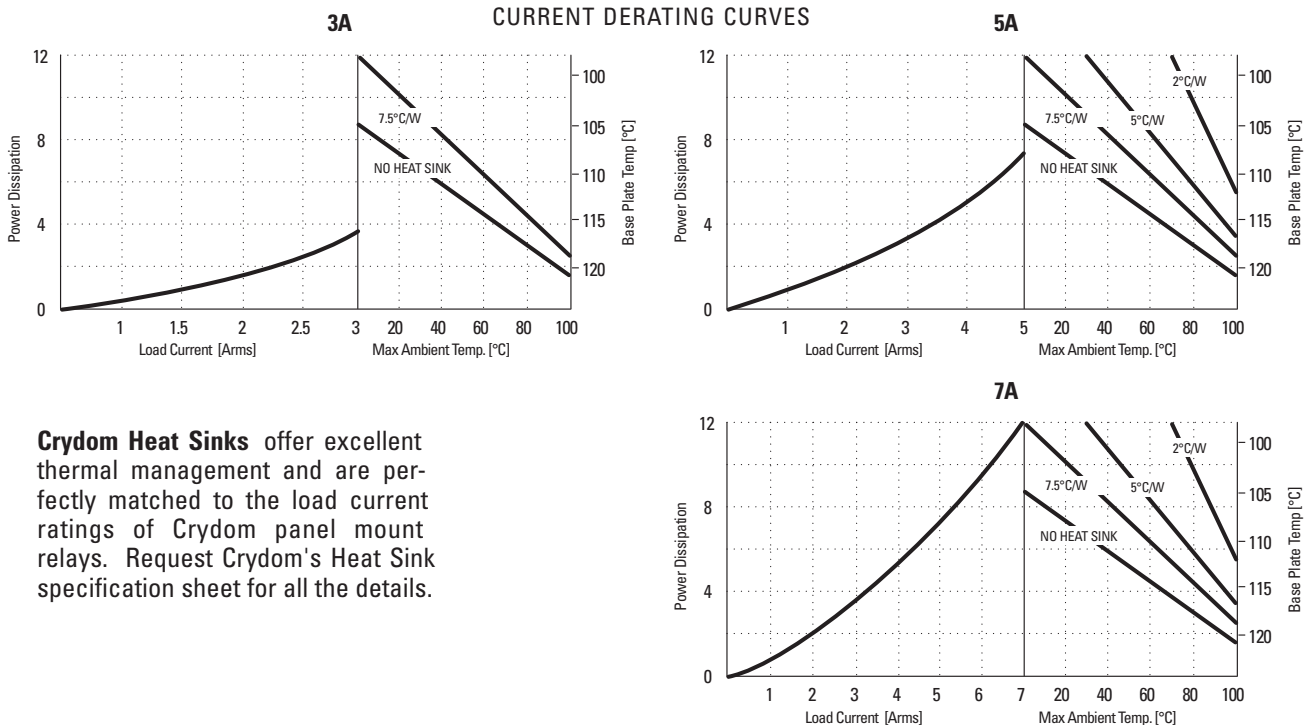 CURRENT DERATING CURVES
3A
12
8
4
0
Power Dissipation
7.5°C/W
NO HEAT SINK
100
105
110
115
120
Base Plate Temp [°C]
1 1.5 2 2.5 3 20 40 60 80 100
Load Current [Arms] Max Ambient Temp. [°C]
5A
12
8
4
0
Power Dissipation
2°C/W
7.5°C/W 5°C/W
NO HEAT SINK
100
105
110
115
120
Base Plate Temp [°C]
1 2 3 4 5 20 40 60 80 100
Load Current [Arms] Max Ambient Temp. [°C]
Crydom Heat Sinks offer excellent
thermal management and are per-
fectly matched to the load current
ratings of Crydom panel mount
relays. Request Crydom's Heat Sink
specification sheet for all the details.
7A
12
8
4
0
Power Dissipation
2°C/W
7.5°C/W 5°C/W
NO HEAT SINK
100
105
110
115
120
Base Plate Temp [°C]
1 2 3 4 5 6 7 20 40 60 80 100
Load Current [Arms] Max Ambient Temp. [°C]